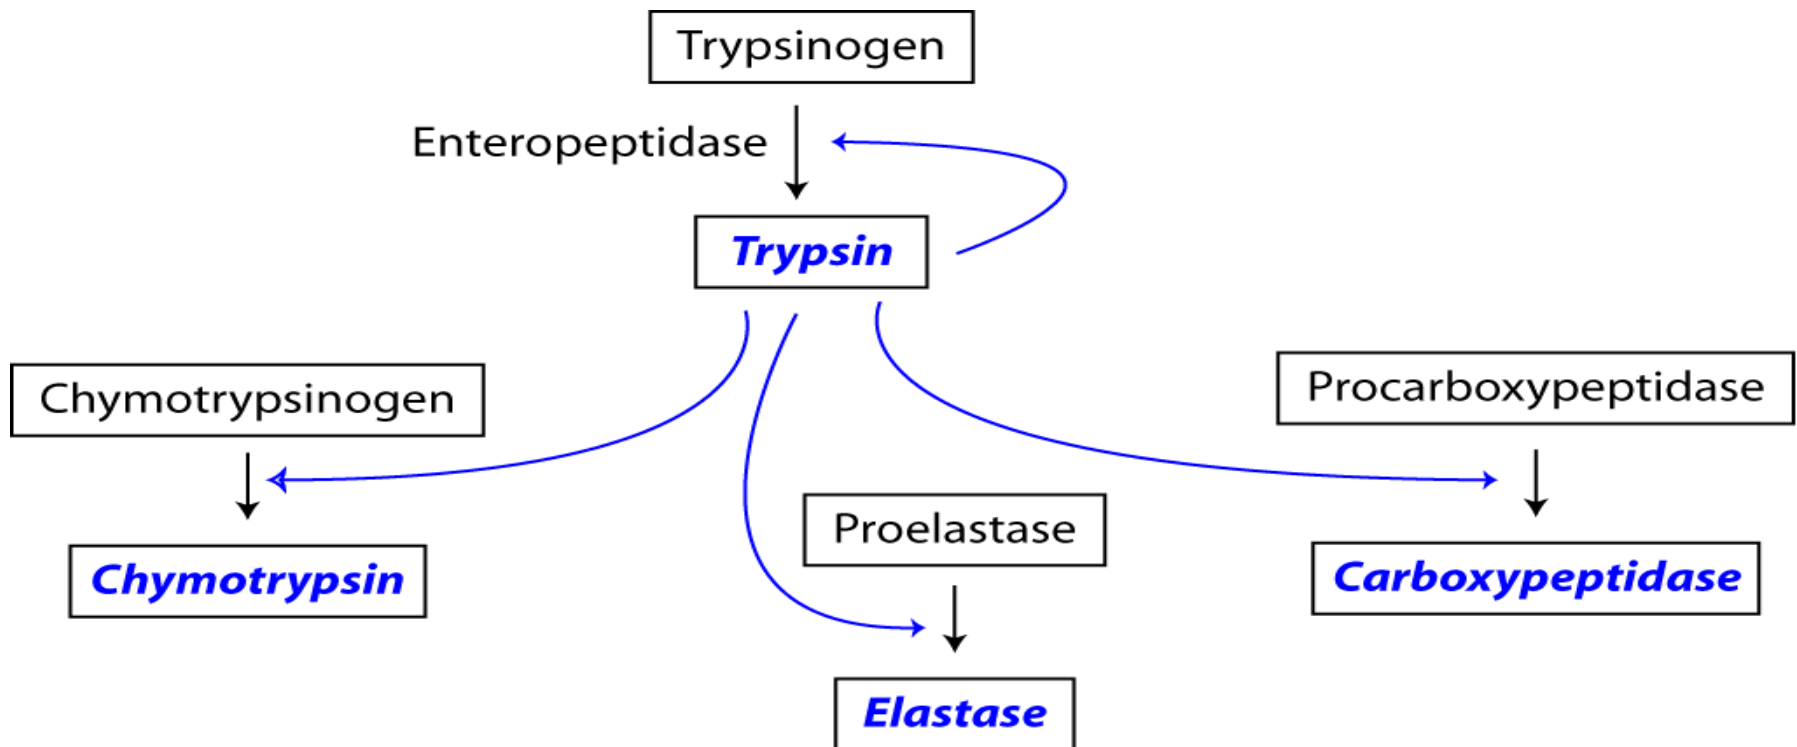 Trypsinogen
Enteropeptidase
Trypsin
Chymotrypsinogen
Procarboxypeptidase
Proelastase
Chymotrypsin
Carboxypeptidase
Elastase